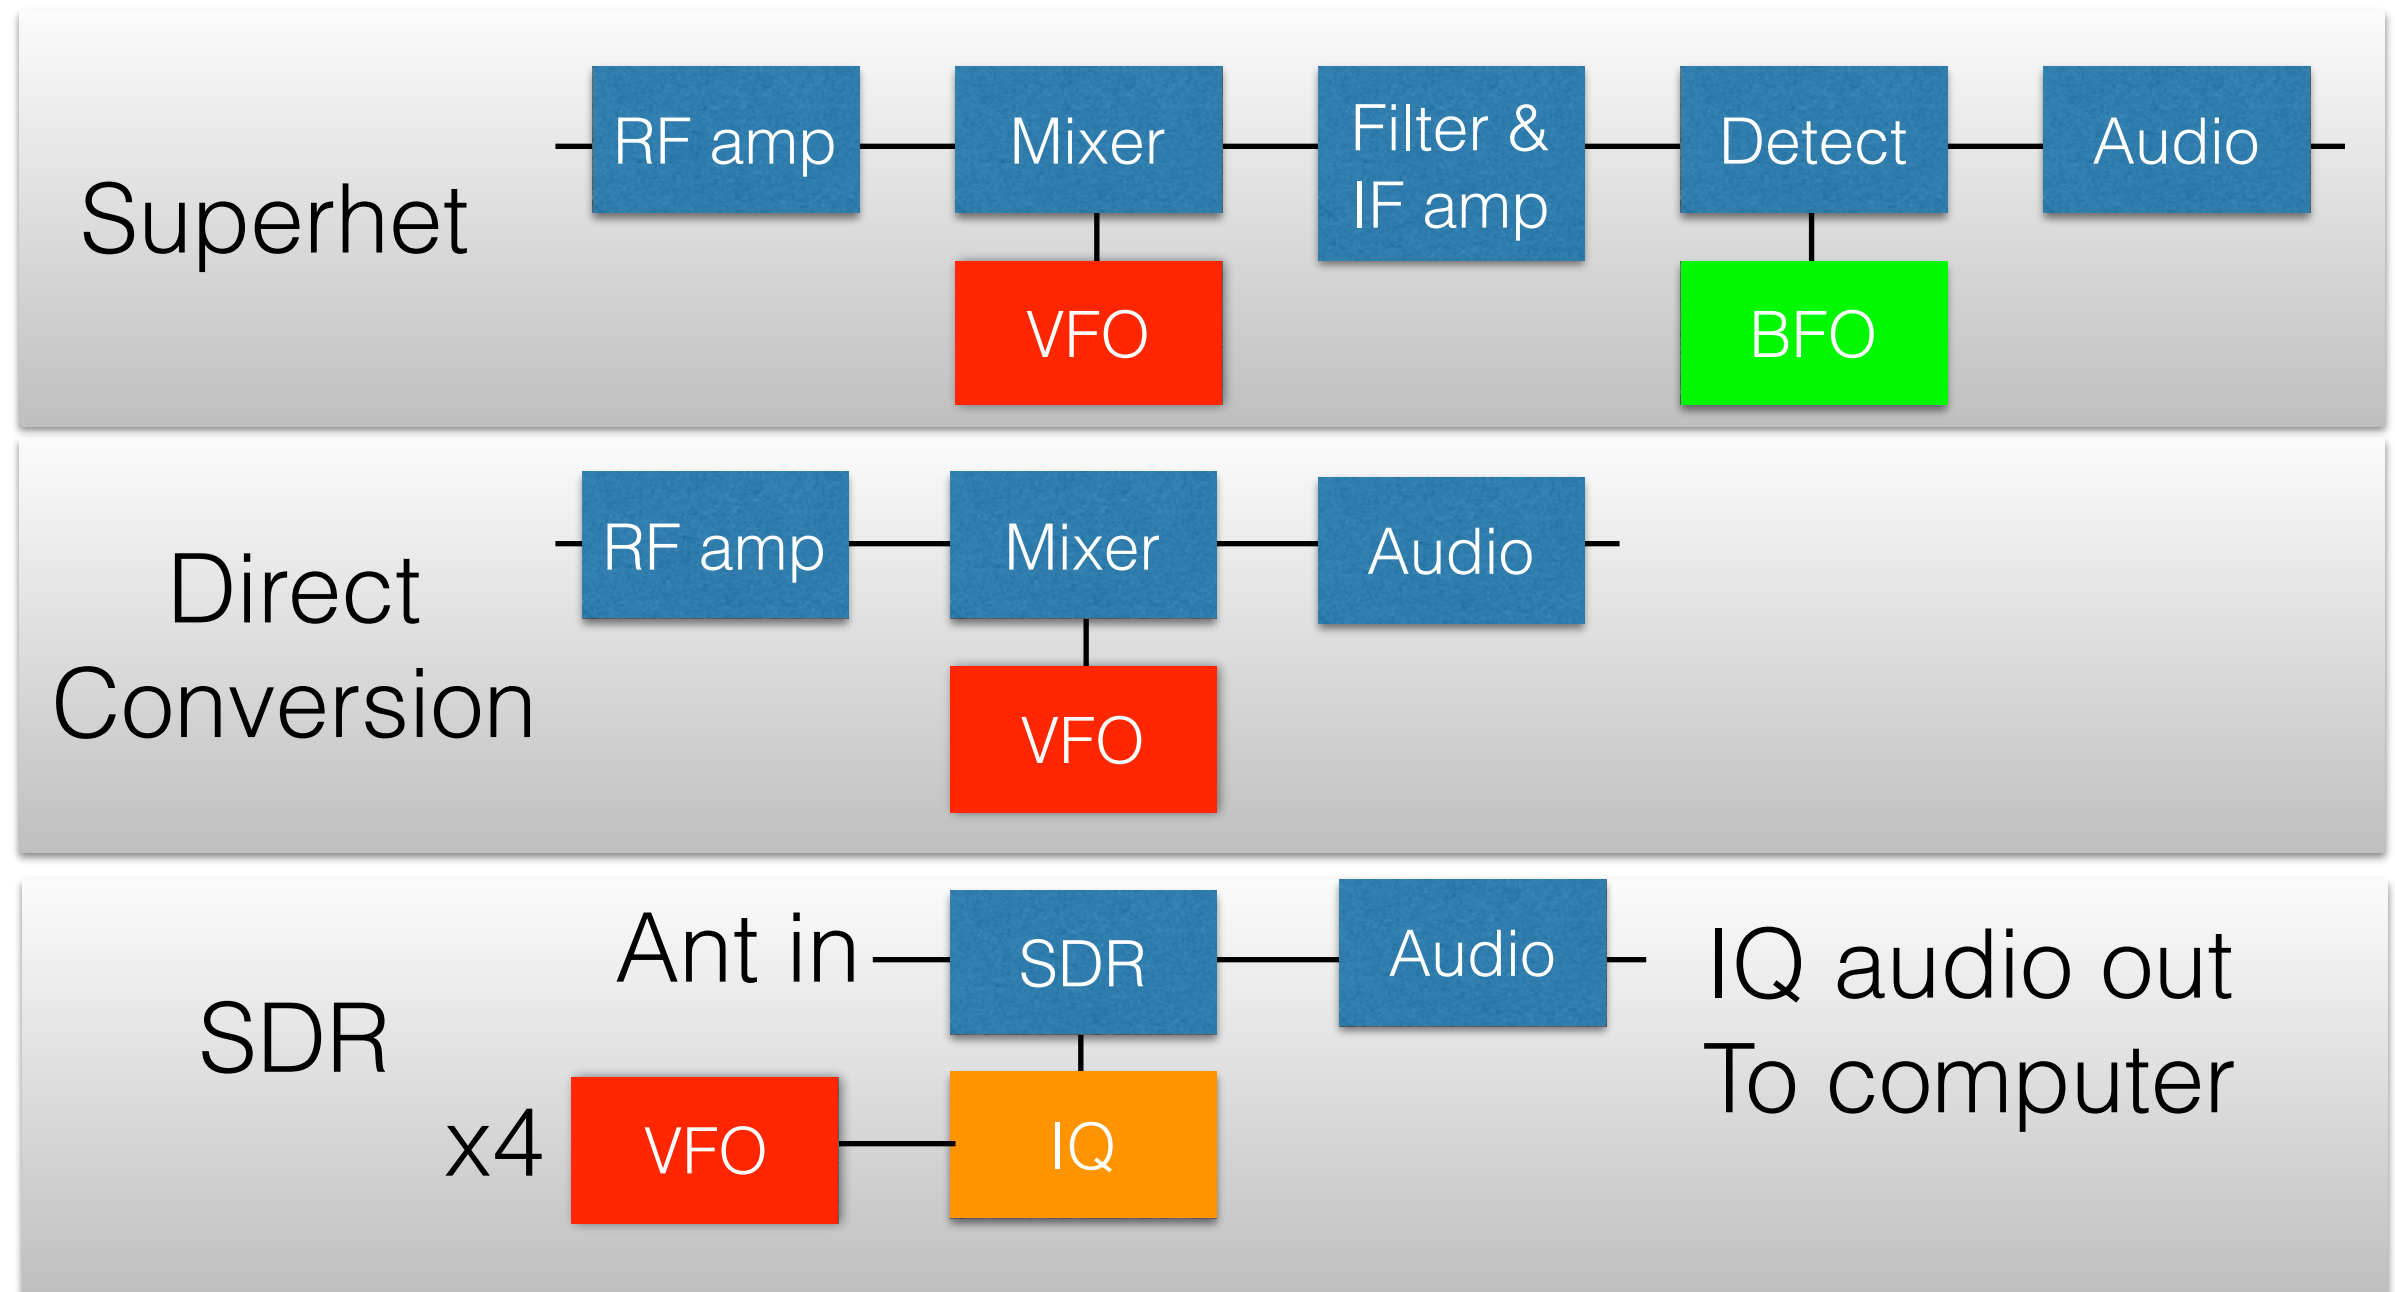 Superhet
RF amp
Mixer
Filter &
IF amp
Detect
Audio
VFO
BFO
Direct
Conversion
RF amp
Mixer
Audio
VFO
SDR
Ant in
SDR
Audio
IQ audio out
To computer
x4
VFO
IQ